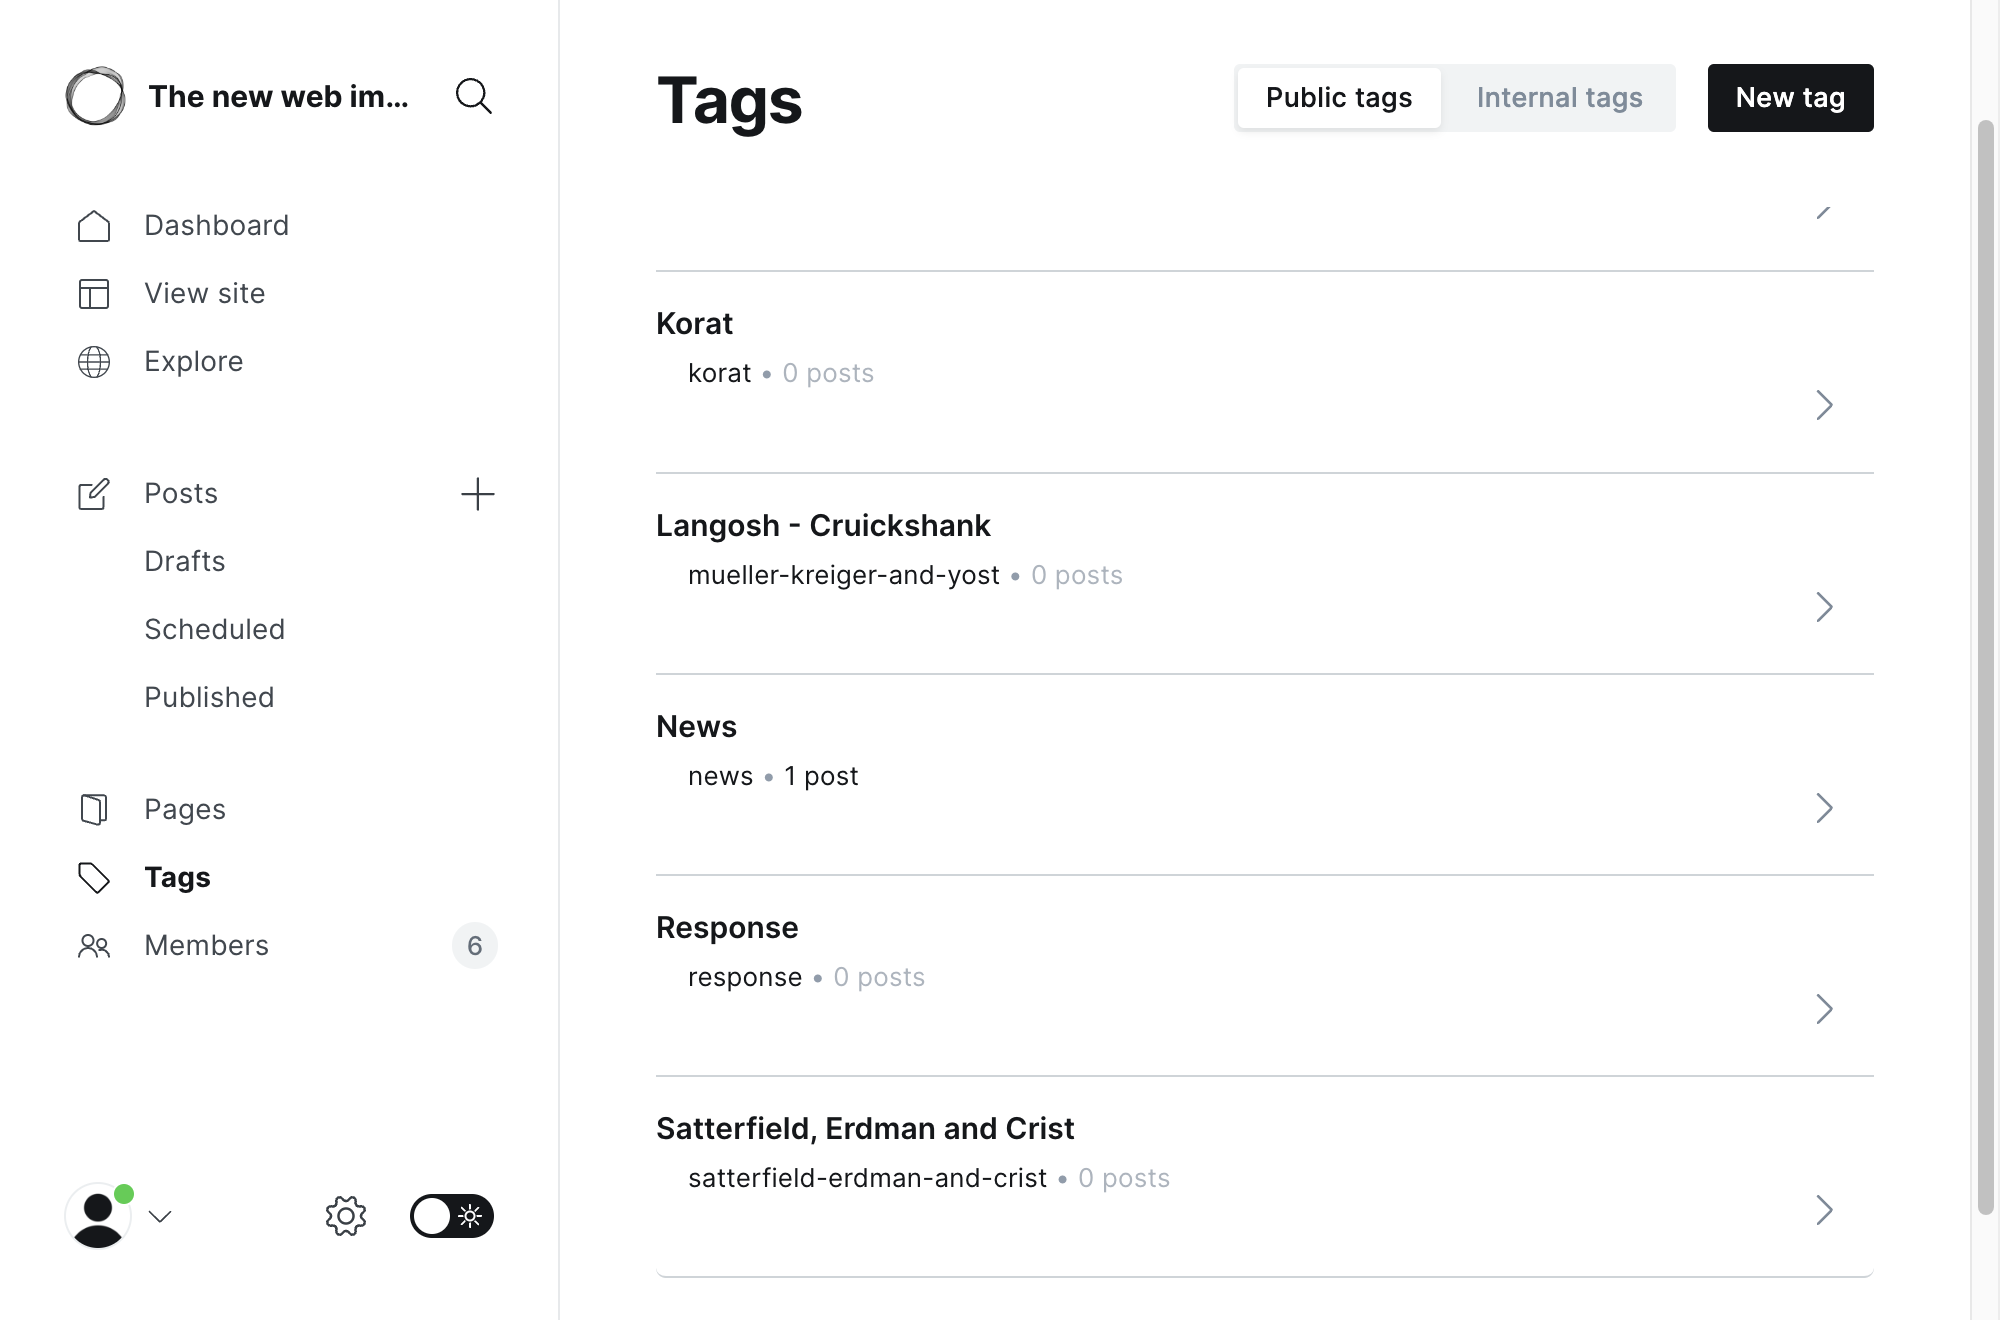 The new web im...
Dashboard
View site
Explore
Posts
Drafts
Scheduled
Published
Pages
Tags
Members 6
Tags
Public tags Internal tags New tag
Korat
korat • 0 posts
Langosh - Cruickshank
mueller-kreiger-and-yost • 0 posts
News
news • 1 post
Response
response • 0 posts
Satterfield, Erdman and Crist
satterfield-erdman-and-crist • 0 posts